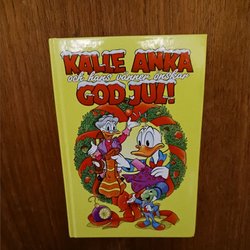 KALLE ANKA
och hans vänner önskar
GOD JUL!